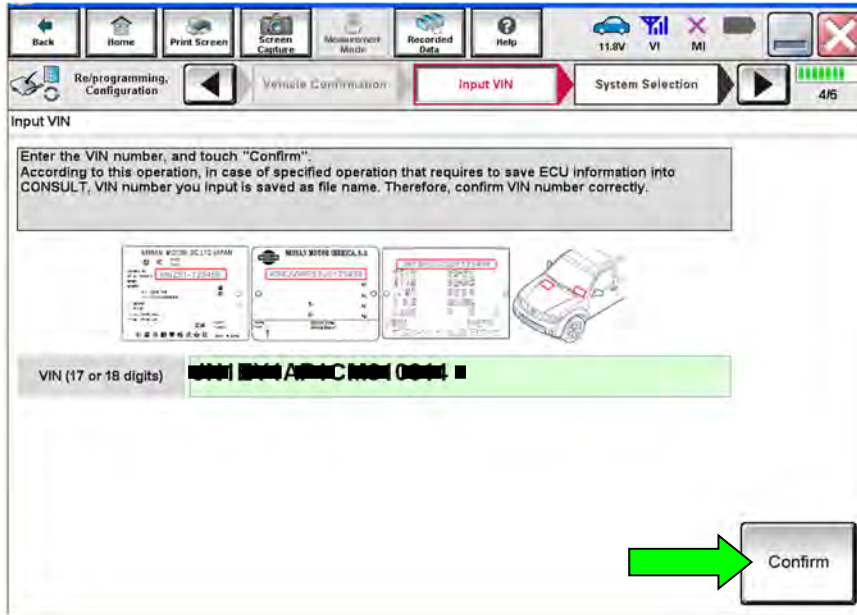 Back
Home
Print Screen
Screen
Capture
Measurement
Mode
Recorded
Data
Help
11.8V
VI
MI
Re/programming,
Configuration
Vehicle Confirmation
Input VIN
System Selection
4/6
Input VIN
Enter the VIN number, and touch "Confirm".
According to this operation, in case of specified operation that requires to save ECU information into
CONSULT, VIN number you input is saved as file name. Therefore, confirm VIN number correctly.
NISSAN MOTOR IBERICA, S.A
VIN (17 or 18 digits)
Confirm